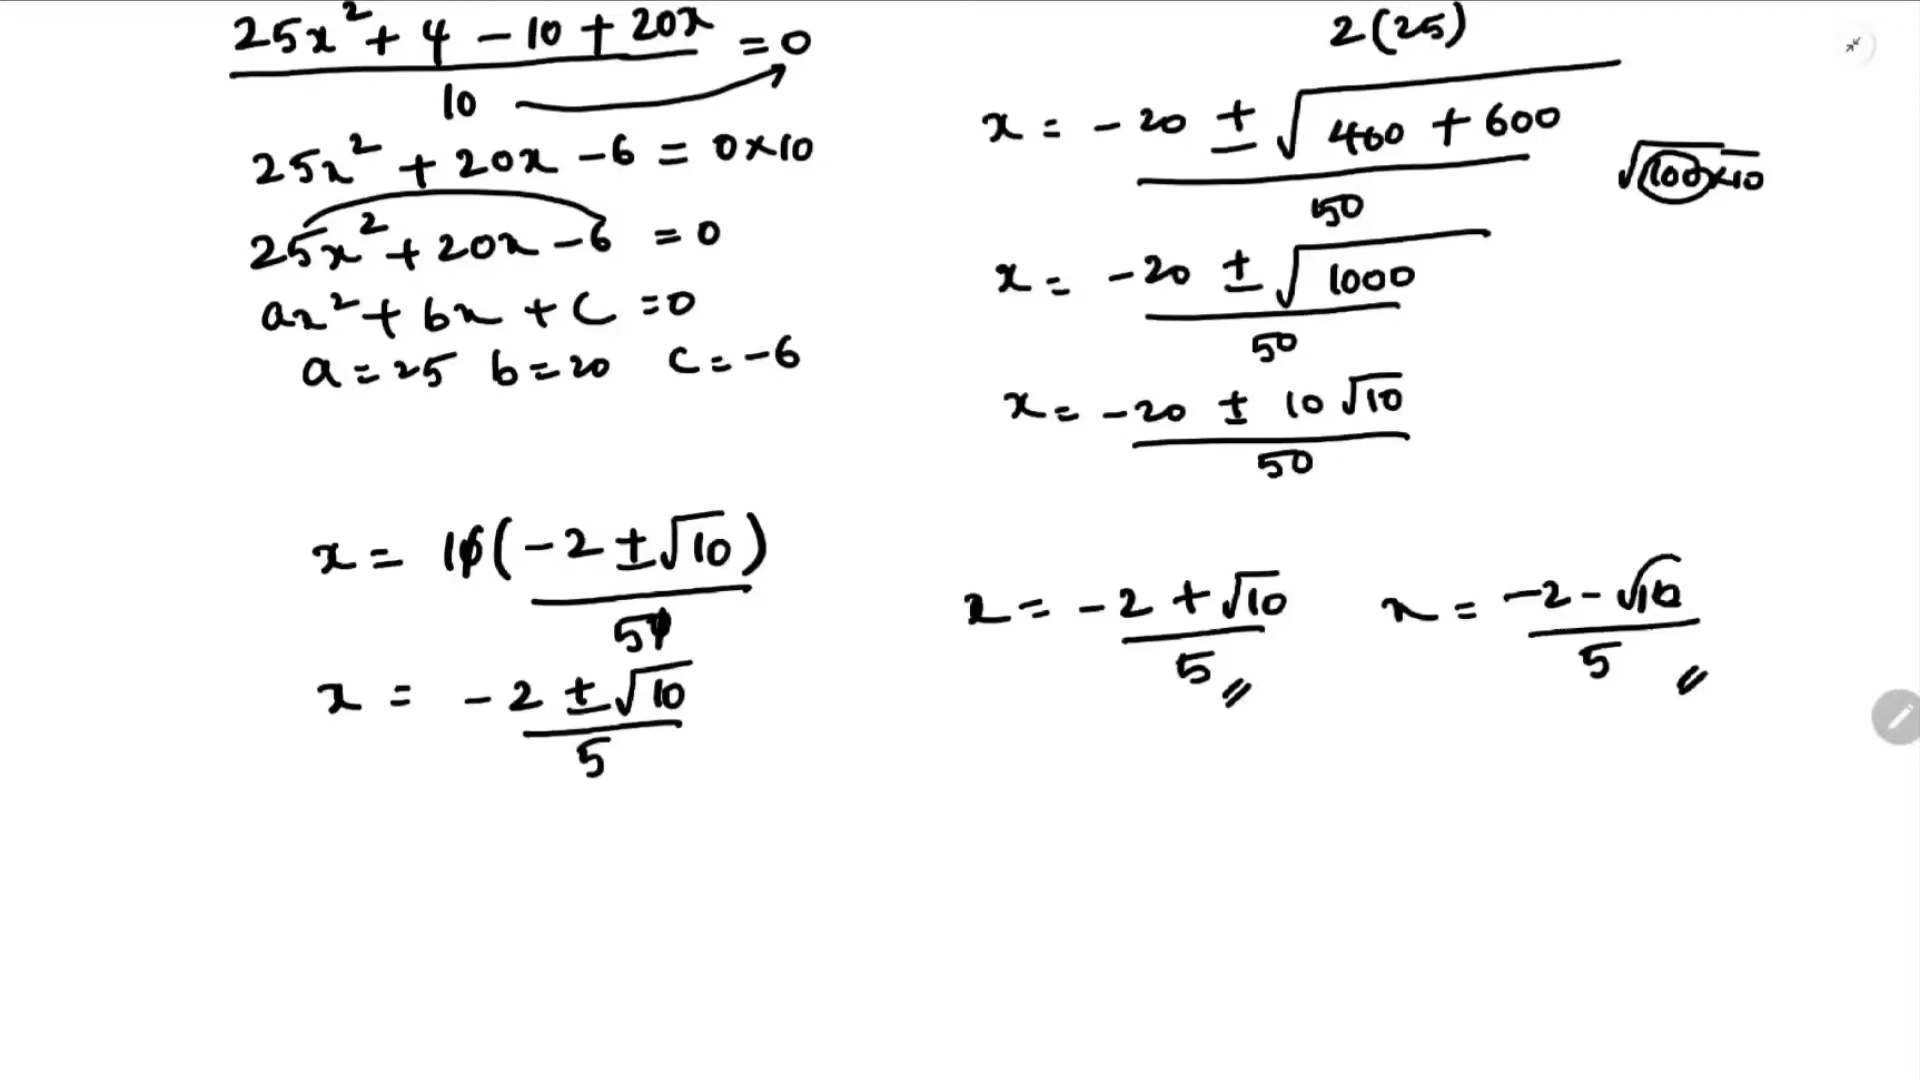 25x² + 4 - 10 + 20x = 0
10
25x² + 20x - 6 = 0×10
25x² + 20x - 6 = 0
ax² + bx + c = 0
a = 25 b = 20 c = -6
x = 10(-2 ± √10)
50
x = -2 ± √10
5
2(25)
x = -20 ± √400 + 600
50
√100×10
x = -20 ± √1000
50
x = -20 ± 10√10
50
x = -2 + √10
5
x = -2 - √10
5